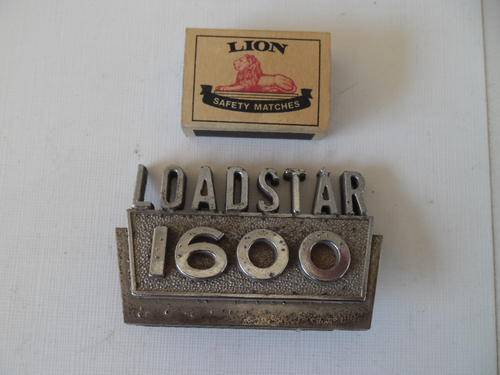 LION
SAFETY MATCHES
LOADSTAR
1600